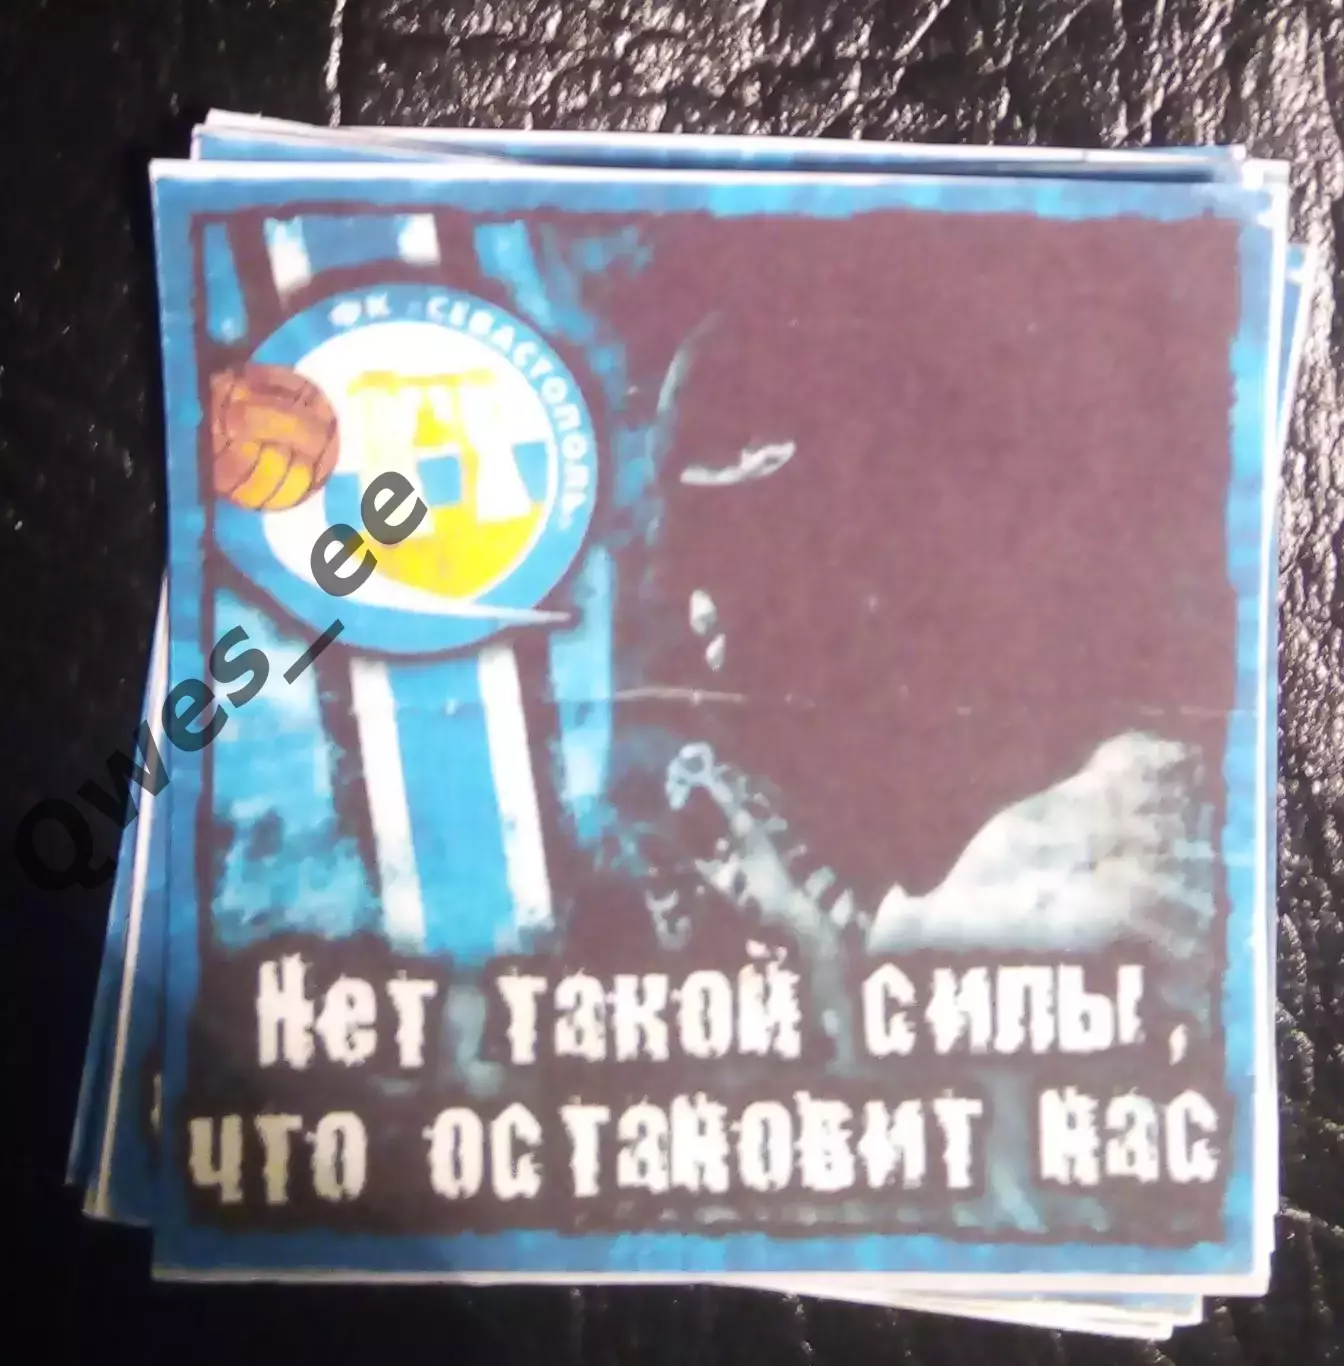 ФК «СЕВАСТОПОЛЬ»
Qwes_ee
Нет такой силы,
что остановит нас